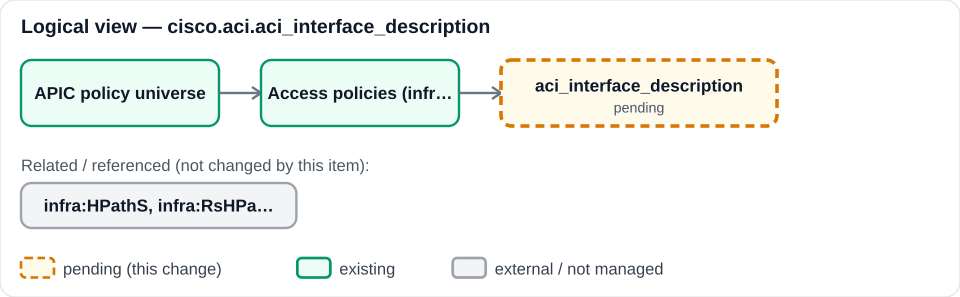 Logical view — cisco.aci.aci_interface_description
APIC policy universe
Access policies (infr…
aci_interface_description
pending
Related / referenced (not changed by this item):
infra:HPathS, infra:RsHPa…
pending (this change)
existing
external / not managed